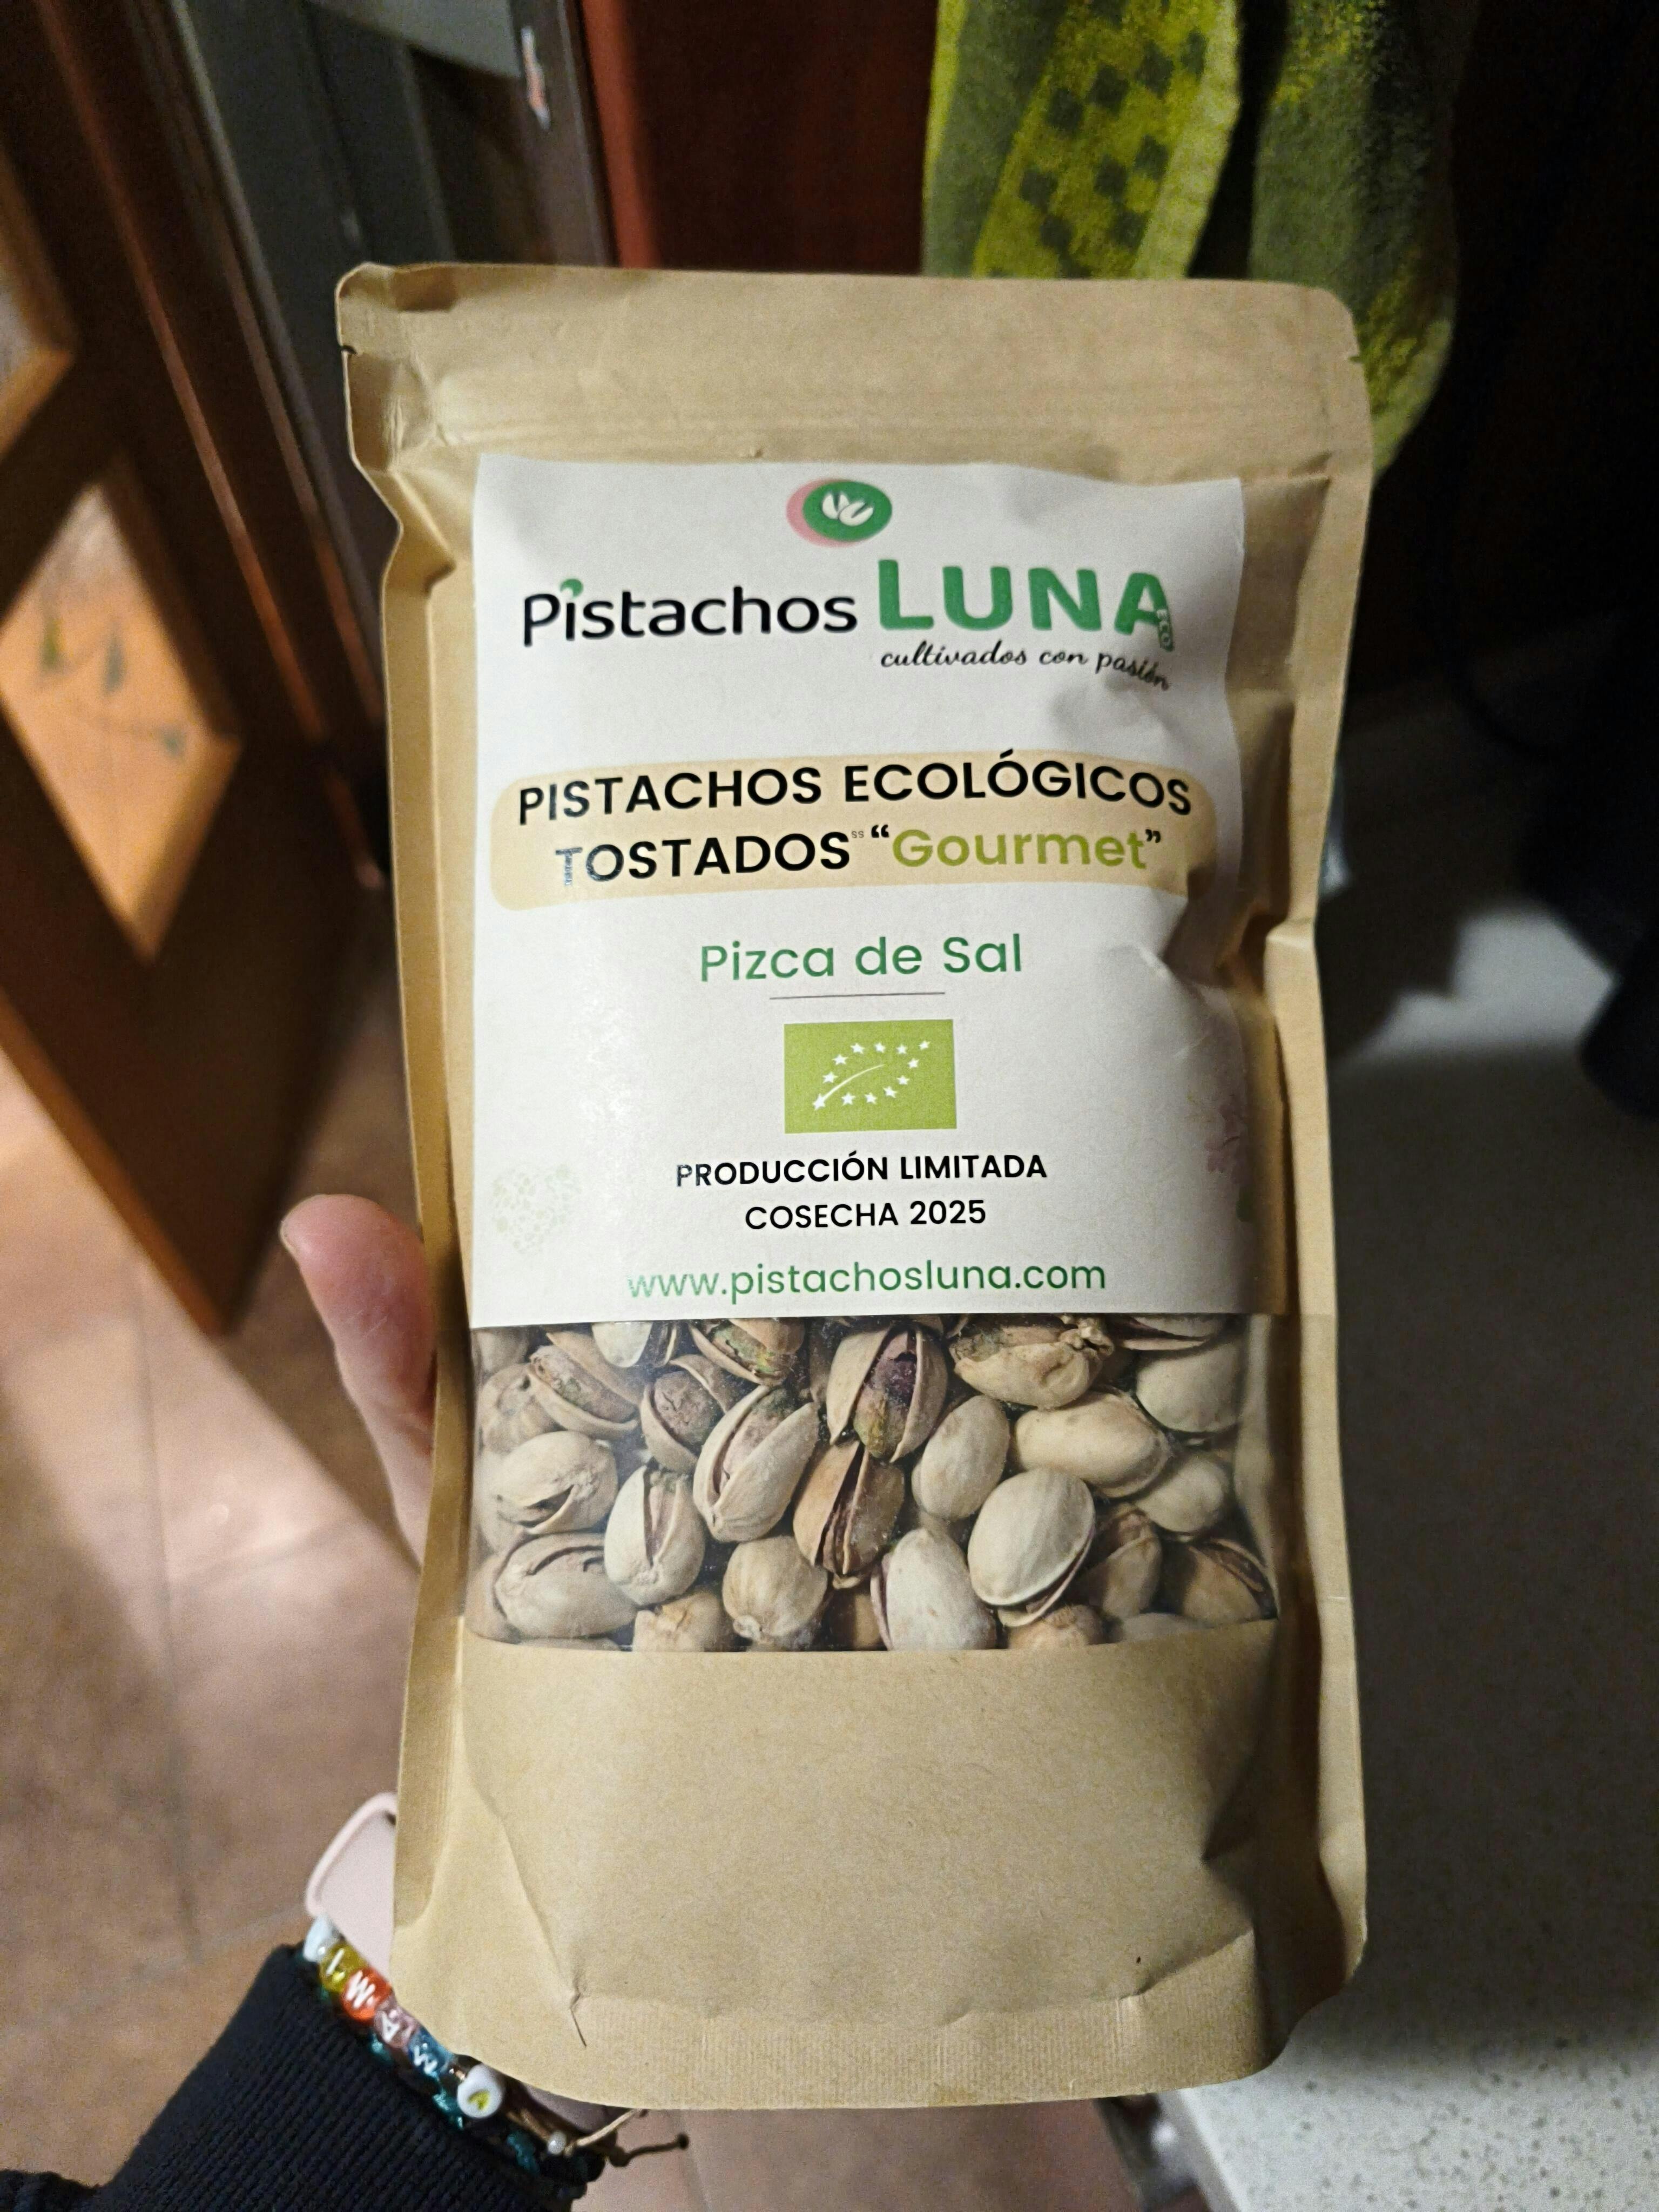 Pistachos LUNA
ECO
cultivados con pasión
PISTACHOS ECOLÓGICOS
TOSTADOS "Gourmet"
Pizca de Sal
PRODUCCIÓN LIMITADA
COSECHA 2025
www.pistachosluna.com